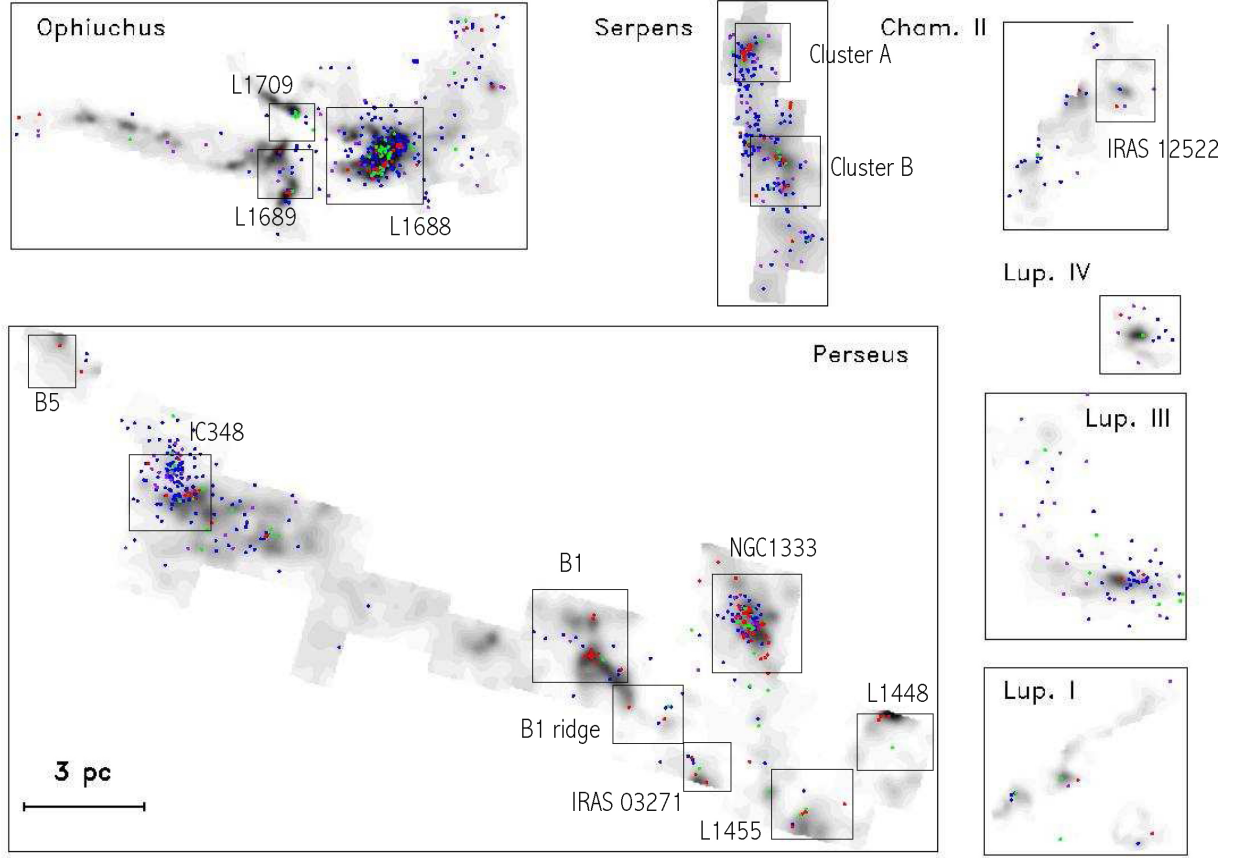 Ophiuchus
L1709
L1689
L1688
Serpens
Cluster A
Cluster B
Cham. II
IRAS 12522
Lup. IV
Perseus
B5
IC348
B1
NGC1333
B1 ridge
L1448
IRAS 03271
L1455
3 pc
Lup. III
Lup. I